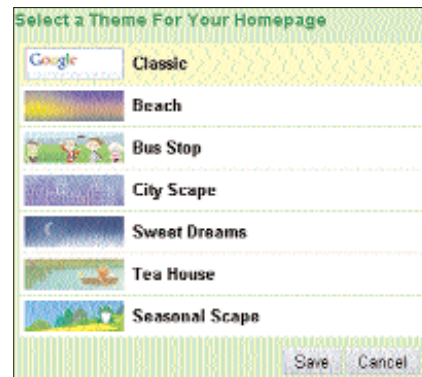 Select a Theme For Your Homepage
Google
Classic
Beach
Bus Stop
City Scape
Sweet Dreams
Tea House
Seasonal Scape
Save Cancel